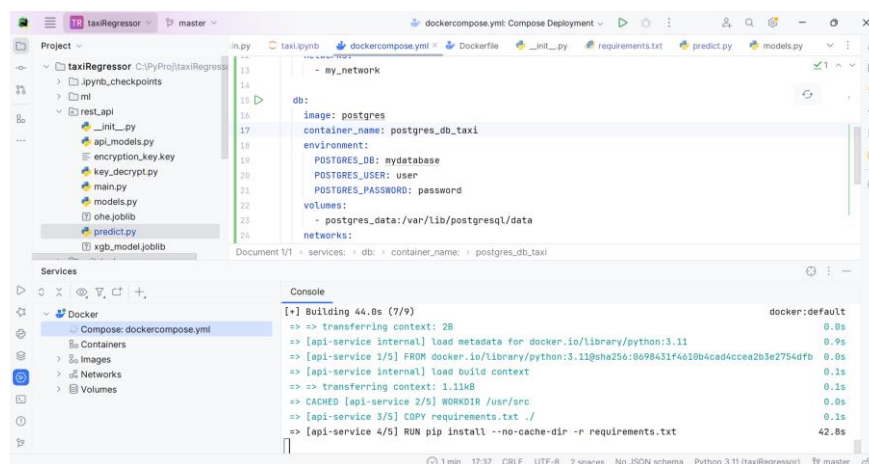 TR taxiRegressor master dockercompose.yml: Compose Deployment
Project
in.py taxi.ipynb dockercompose.yml Dockerfile __init__.py requirements.txt predict.py models.py
taxiRegressor C:\PyProj\taxiRegress
.ipynb_checkpoints
ml
rest_api
__init__.py
api_models.py
encryption_key.key
key_decrypt.py
main.py
models.py
ohe.joblib
predict.py
xgb_model.joblib
1
13 - my_network
14
15 db:
16 image: postgres
17 container_name: postgres_db_taxi
18 environment:
19 POSTGRES_DB: mydatabase
20 POSTGRES_USER: user
21 POSTGRES_PASSWORD: password
22 volumes:
23 - postgres_data:/var/lib/postgresql/data
24 networks:
Document 1/1 › services: › db: › container_name: › postgres_db_taxi
Services
Docker
Compose: dockercompose.yml
Containers
Images
Networks
Volumes
Console
[+] Building 44.0s (7/9) docker:default
=> => transferring context: 2B 0.0s
=> [api-service internal] load metadata for docker.io/library/python:3.11 0.9s
=> [api-service 1/5] FROM docker.io/library/python:3.11@sha256:0698431f4610b4cad4ccea2b3e2754dfb 0.0s
=> [api-service internal] load build context 0.1s
=> => transferring context: 1.11kB 0.1s
=> CACHED [api-service 2/5] WORKDIR /usr/src 0.0s
=> [api-service 3/5] COPY requirements.txt ./ 0.1s
=> [api-service 4/5] RUN pip install --no-cache-dir -r requirements.txt 42.8s
1 min 17:37 CRLF UTF-8 2 spaces No JSON schema Python 3.11 (taxiRegressor) master